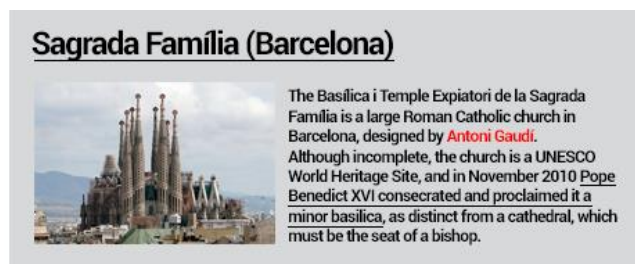 Sagrada Família (Barcelona)
The Basílica i Temple Expiatori de la Sagrada
Família is a large Roman Catholic church in
Barcelona, designed by Antoni Gaudí.
Although incomplete, the church is a UNESCO
World Heritage Site, and in November 2010 Pope
Benedict XVI consecrated and proclaimed it a
minor basilica, as distinct from a cathedral, which
must be the seat of a bishop.